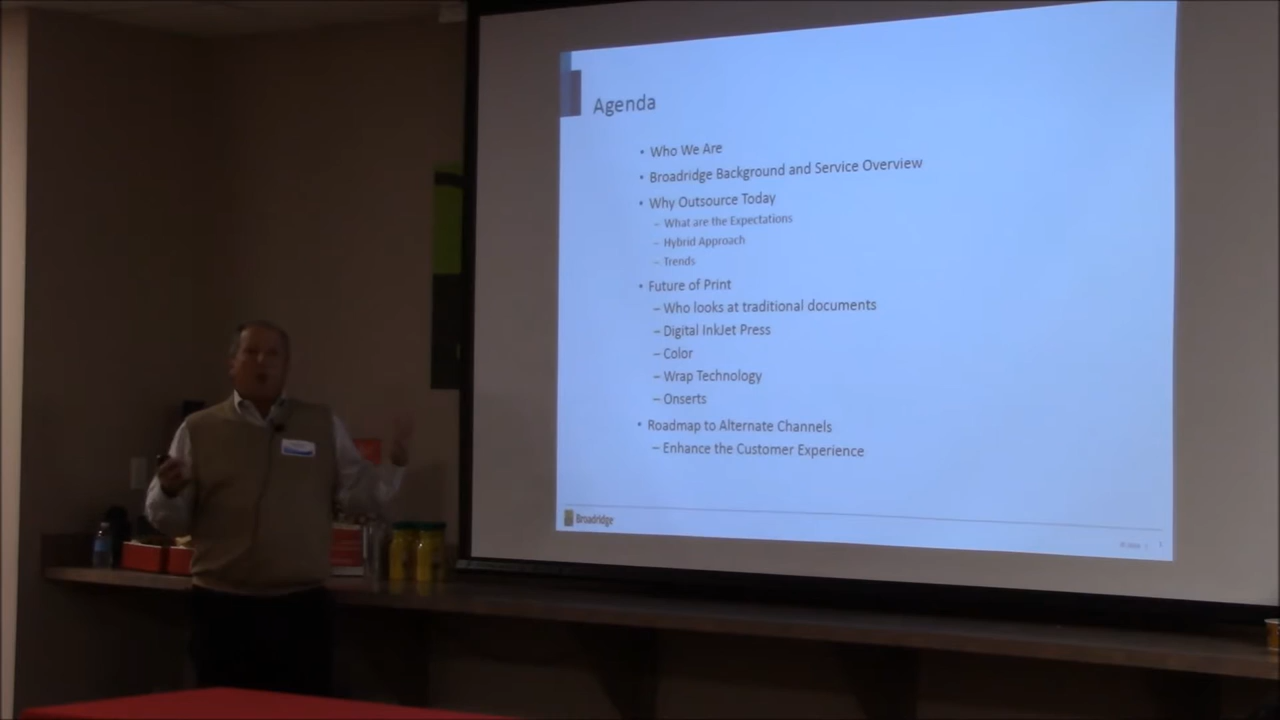 Agenda
• Who We Are
• Broadridge Background and Service Overview
• Why Outsource Today
– What are the Expectations
– Hybrid Approach
– Trends
• Future of Print
– Who looks at traditional documents
– Digital InkJet Press
– Color
– Wrap Technology
– Onserts
• Roadmap to Alternate Channels
– Enhance the Customer Experience
Broadridge